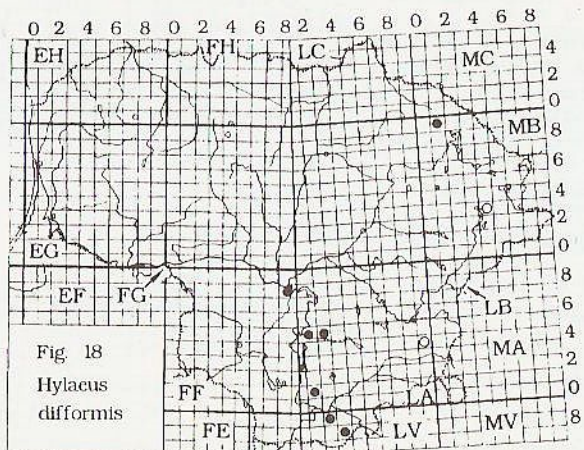 0 2 4 6 8 0 2 4 6 8 2 4 6 8 0 2 4 6 8
EH FH LC MC 4
2
0
MB 8
6
4
2
EG 0
EF FG 8
LB 6
Fig. 18 MA 4
Hylacus 2
difformis FF LA 0
FE LV MV 8